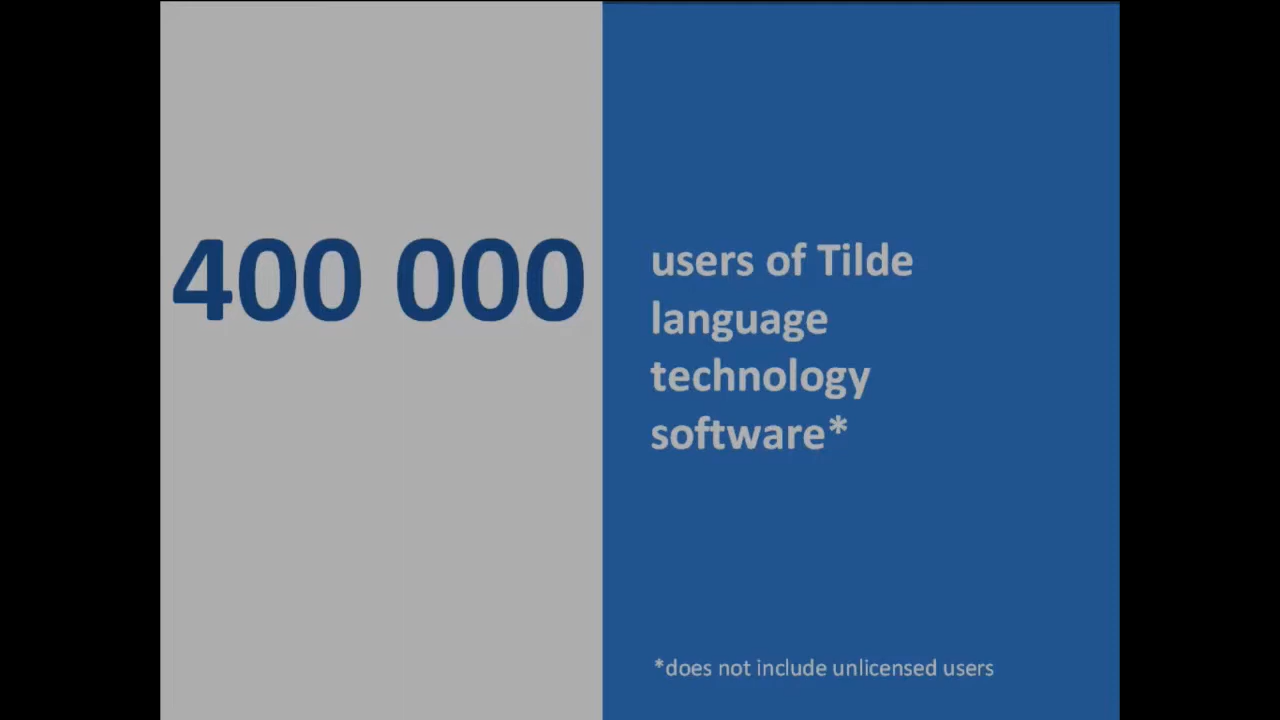 400 000
users of Tilde
language
technology
software*
*does not include unlicensed users